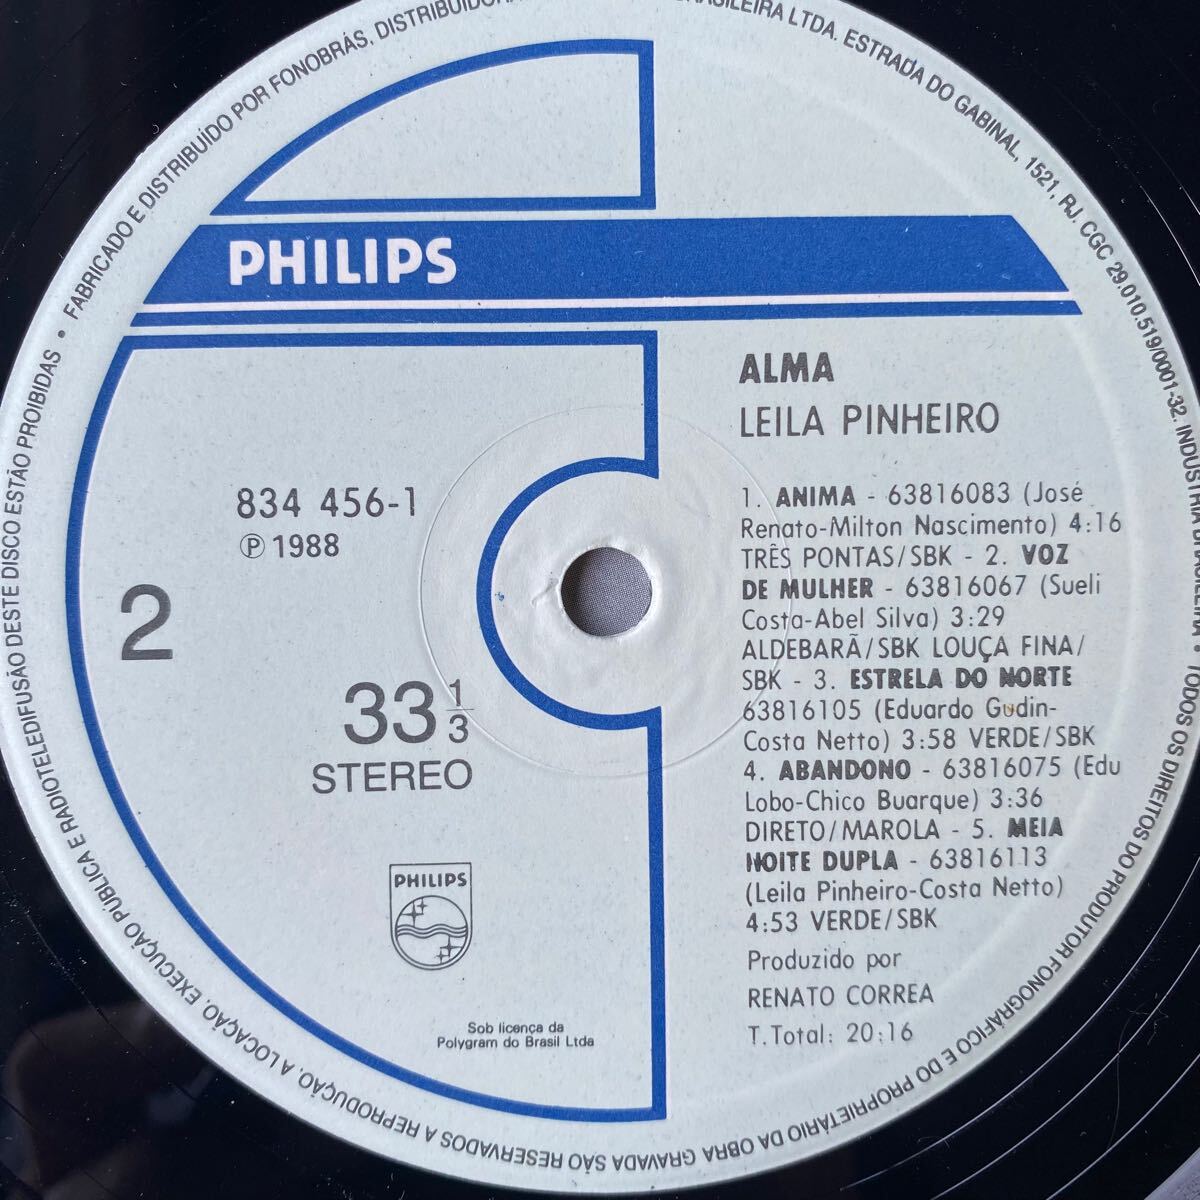 PHILIPS
ALMA
LEILA PINHEIRO
834 456-1
Ⓟ 1988
2
33 1/3
STEREO
1. ANIMA - 63816083 (José
Renato-Milton Nascimento) 4:16
TRÊS PONTAS/SBK - 2. VOZ
DE MULHER - 63816067 (Sueli
Costa-Abel Silva) 3:29
ALDEBARÃ/SBK LOUÇA FINA/
SBK - 3. ESTRELA DO NORTE
63816105 (Eduardo Gudin-
Costa Netto) 3:58 VERDE/SBK
4. ABANDONO - 63816075 (Edu
Lobo-Chico Buarque) 3:36
DIRETO/MAROLA - 5. MEIA
NOITE DUPLA - 63816113
(Leila Pinheiro-Costa Netto)
4:53 VERDE/SBK
Produzido por
RENATO CORREA
T. Total: 20:16
PHILIPS
Sob licença da
Polygram do Brasil Ltda
• FABRICADO E DISTRIBUÍDO POR FONOBRÁS, DISTRIBUIDORA BRASILEIRA LTDA. ESTRADA DO GABINAL, 1521, RJ. CGC 29.010.519/0001-32. INDÚSTRIA BRASILEIRA • TODOS OS DIREITOS DO PRODUTOR FONOGRÁFICO E DO PROPRIETÁRIO DA OBRA GRAVADA SÃO RESERVADOS A REPRODUÇÃO, A LOCAÇÃO, EXECUÇÃO PÚBLICA E RADIOTELEDIFUSÃO DESTE DISCO ESTÃO PROIBIDAS